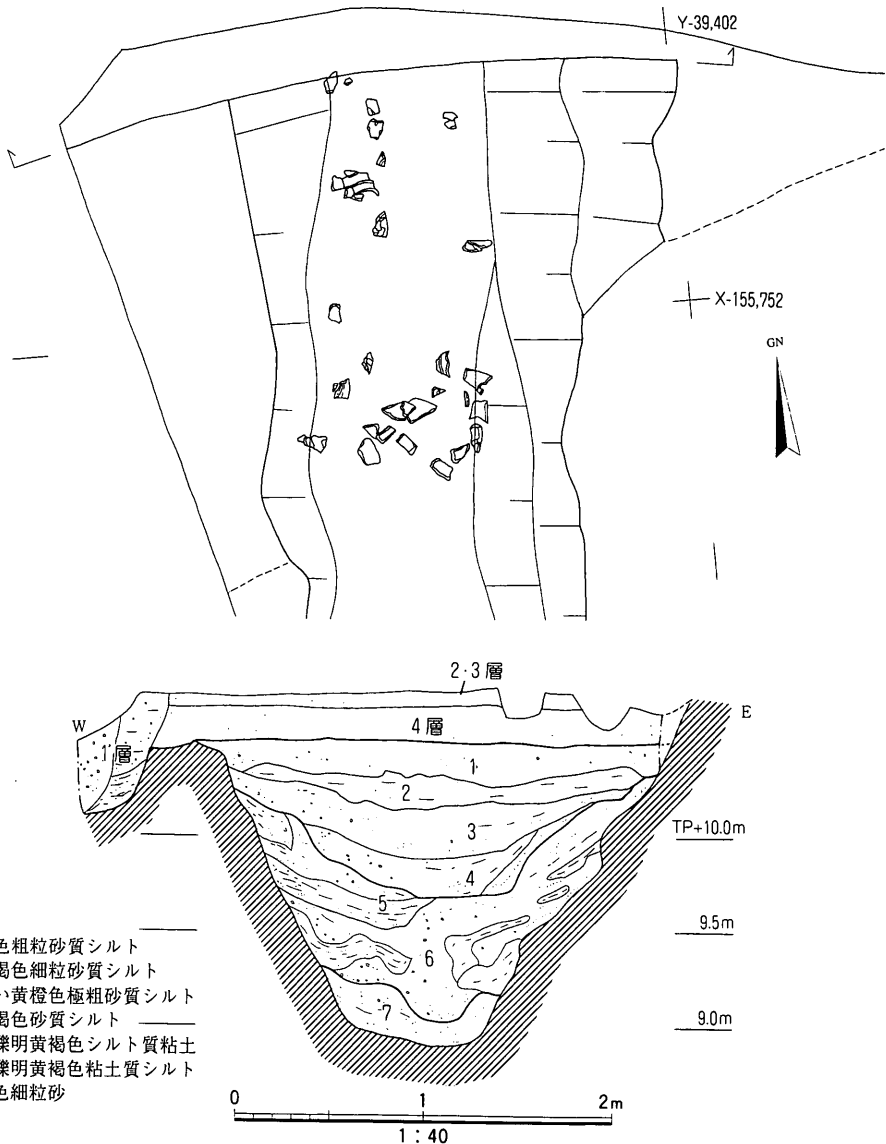 Y-39,402
X-155,752
GN
2·3層
W
E
4層
1層
1
2
3
TP+10.0m
4
5
9.5m
6
色粗粒砂質シルト
褐色細粒砂質シルト
い黄橙色極粗砂質シルト
褐色砂質シルト
7
9.0m
礫明黄褐色シルト質粘土
礫明黄褐色粘土質シルト
色細粒砂
0 1 2m
1：40